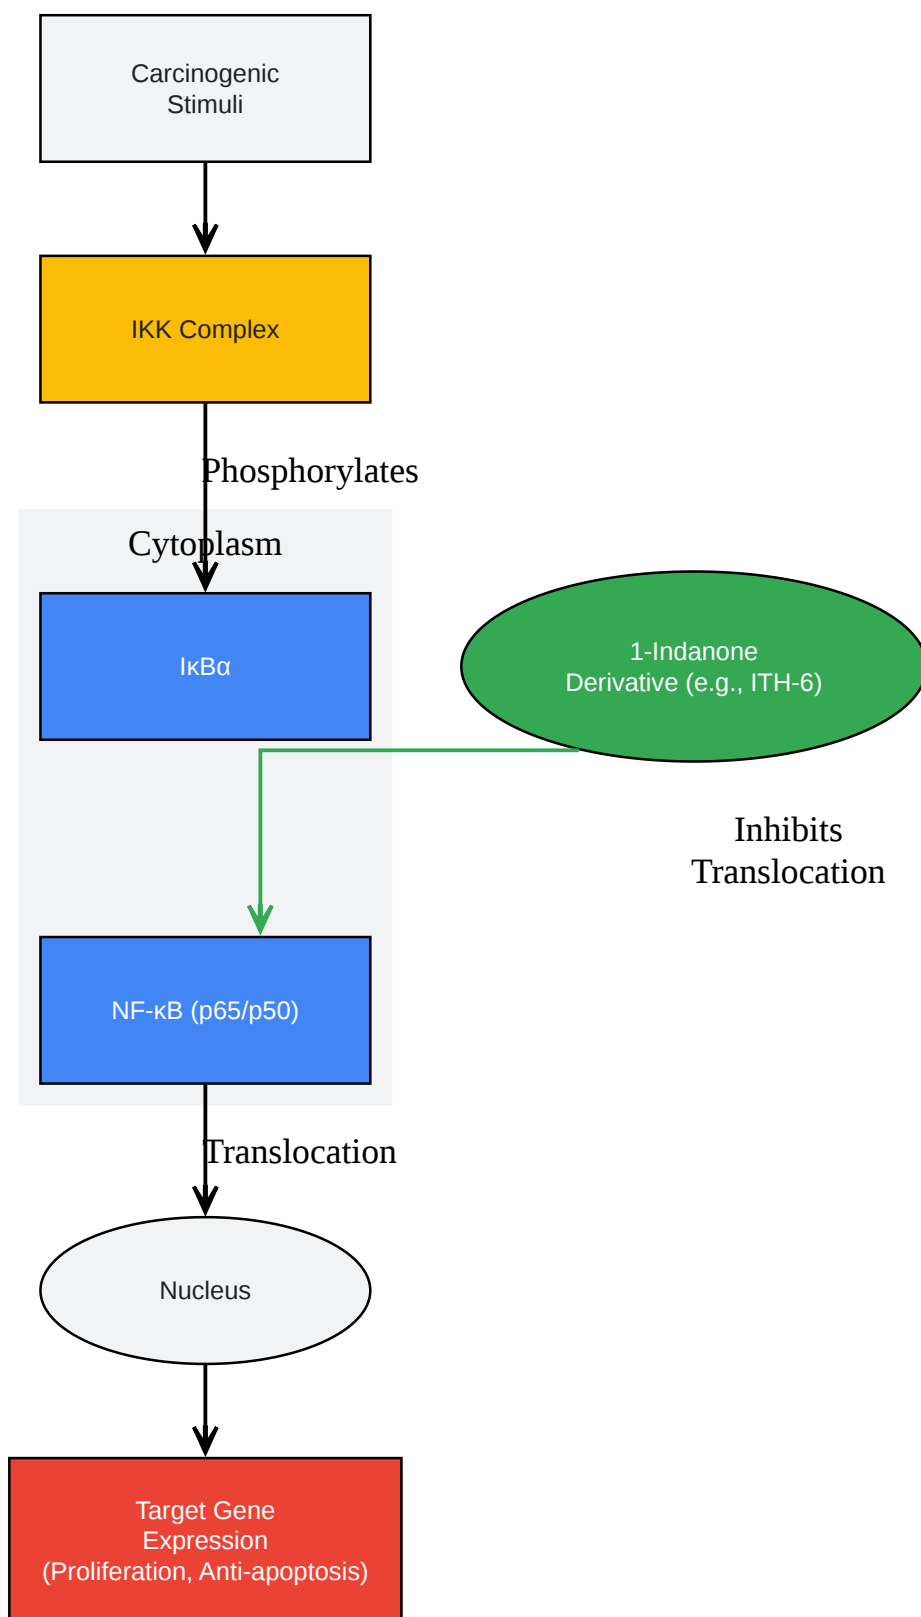 Carcinogenic
Stimuli
IKK Complex
Phosphorylates
Cytoplasm
IκBα
1-Indanone
Derivative (e.g., ITH-6)
Inhibits
Translocation
NF-κB (p65/p50)
Translocation
Nucleus
Target Gene
Expression
(Proliferation, Anti-apoptosis)